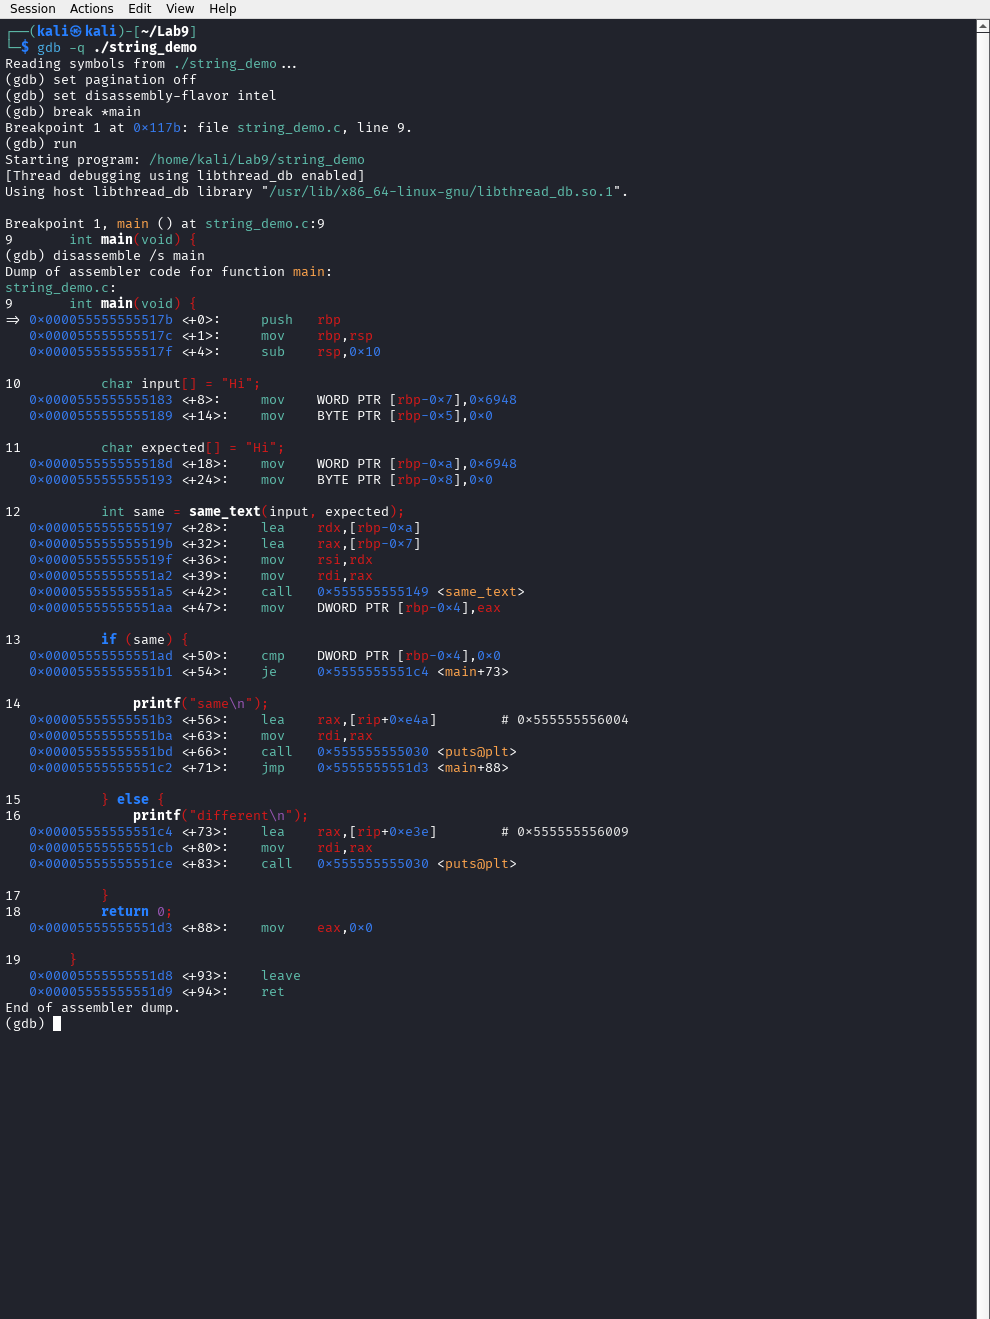 Session Actions Edit View Help
┌──(kali㉿kali)-[~/Lab9]
└─$ gdb -q ./string_demo
Reading symbols from ./string_demo...
(gdb) set pagination off
(gdb) set disassembly-flavor intel
(gdb) break *main
Breakpoint 1 at 0x117b: file string_demo.c, line 9.
(gdb) run
Starting program: /home/kali/Lab9/string_demo
[Thread debugging using libthread_db enabled]
Using host libthread_db library "/usr/lib/x86_64-linux-gnu/libthread_db.so.1".

Breakpoint 1, main () at string_demo.c:9
9       int main(void) {
(gdb) disassemble /s main
Dump of assembler code for function main:
string_demo.c:
9       int main(void) {
=> 0x000055555555517b <+0>:     push   rbp
   0x000055555555517c <+1>:     mov    rbp,rsp
   0x000055555555517f <+4>:     sub    rsp,0x10

10          char input[] = "Hi";
   0x0000555555555183 <+8>:     mov    WORD PTR [rbp-0x7],0x6948
   0x0000555555555189 <+14>:    mov    BYTE PTR [rbp-0x5],0x0

11          char expected[] = "Hi";
   0x000055555555518d <+18>:    mov    WORD PTR [rbp-0xa],0x6948
   0x0000555555555193 <+24>:    mov    BYTE PTR [rbp-0x8],0x0

12          int same = same_text(input, expected);
   0x0000555555555197 <+28>:    lea    rdx,[rbp-0xa]
   0x000055555555519b <+32>:    lea    rax,[rbp-0x7]
   0x000055555555519f <+36>:    mov    rsi,rdx
   0x00005555555551a2 <+39>:    mov    rdi,rax
   0x00005555555551a5 <+42>:    call   0x555555555149 <same_text>
   0x00005555555551aa <+47>:    mov    DWORD PTR [rbp-0x4],eax

13          if (same) {
   0x00005555555551ad <+50>:    cmp    DWORD PTR [rbp-0x4],0x0
   0x00005555555551b1 <+54>:    je     0x5555555551c4 <main+73>

14              printf("same\n");
   0x00005555555551b3 <+56>:    lea    rax,[rip+0xe4a]        # 0x555555556004
   0x00005555555551ba <+63>:    mov    rdi,rax
   0x00005555555551bd <+66>:    call   0x555555555030 <puts@plt>
   0x00005555555551c2 <+71>:    jmp    0x5555555551d3 <main+88>

15          } else {
16              printf("different\n");
   0x00005555555551c4 <+73>:    lea    rax,[rip+0xe3e]        # 0x555555556009
   0x00005555555551cb <+80>:    mov    rdi,rax
   0x00005555555551ce <+83>:    call   0x555555555030 <puts@plt>

17          }
18          return 0;
   0x00005555555551d3 <+88>:    mov    eax,0x0

19      }
   0x00005555555551d8 <+93>:    leave
   0x00005555555551d9 <+94>:    ret
End of assembler dump.
(gdb)